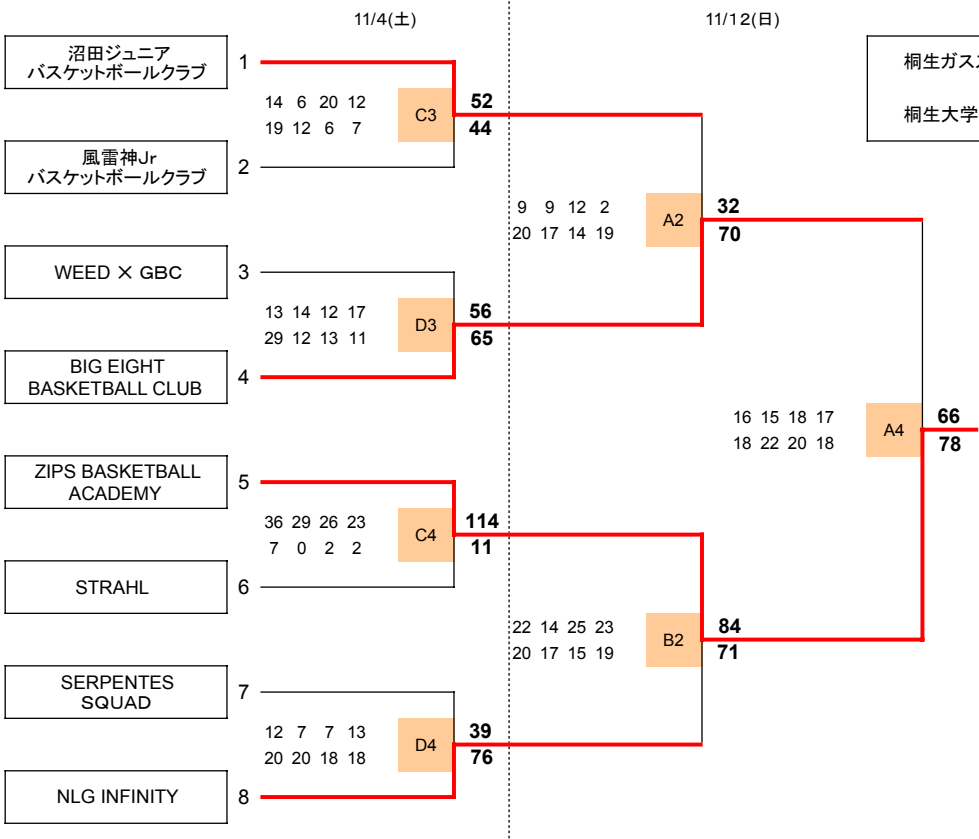 11/4(土)
11/12(日)
沼田ジュニア
バスケットボールクラブ
1
桐生ガスス
桐生大学
14 6 20 12
19 12 6 7
C3
52
44
風雷神Jr
バスケットボールクラブ
2
9 9 12 2
20 17 14 19
A2
32
70
WEED × GBC
3
13 14 12 17
29 12 13 11
D3
56
65
BIG EIGHT
BASKETBALL CLUB
4
16 15 18 17
18 22 20 18
A4
66
78
ZIPS BASKETBALL
ACADEMY
5
36 29 26 23
7 0 2 2
C4
114
11
STRAHL
6
22 14 25 23
20 17 15 19
B2
84
71
SERPENTES
SQUAD
7
12 7 7 13
20 20 18 18
D4
39
76
NLG INFINITY
8